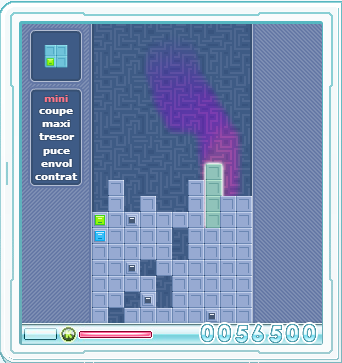 mini
coupe
maxi
tresor
puce
envol
contrat
0056500